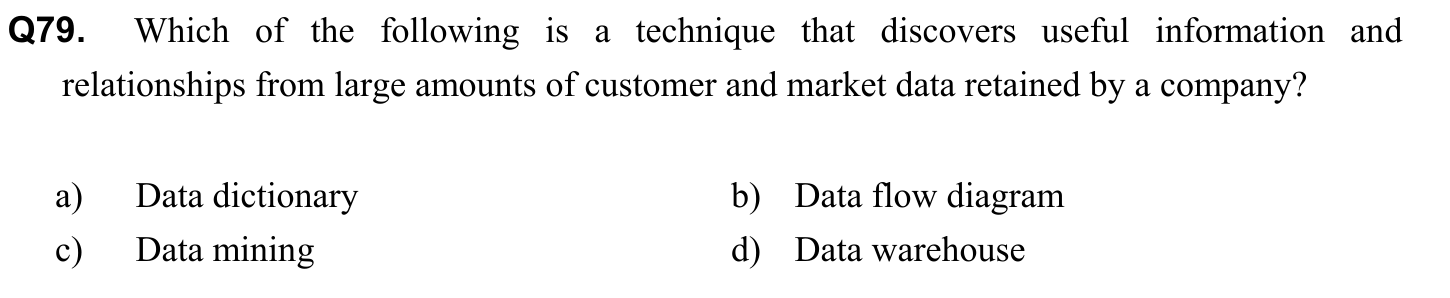 Q79. Which of the following is a technique that discovers useful information and
relationships from large amounts of customer and market data retained by a company?
a) Data dictionary b) Data flow diagram
c) Data mining d) Data warehouse